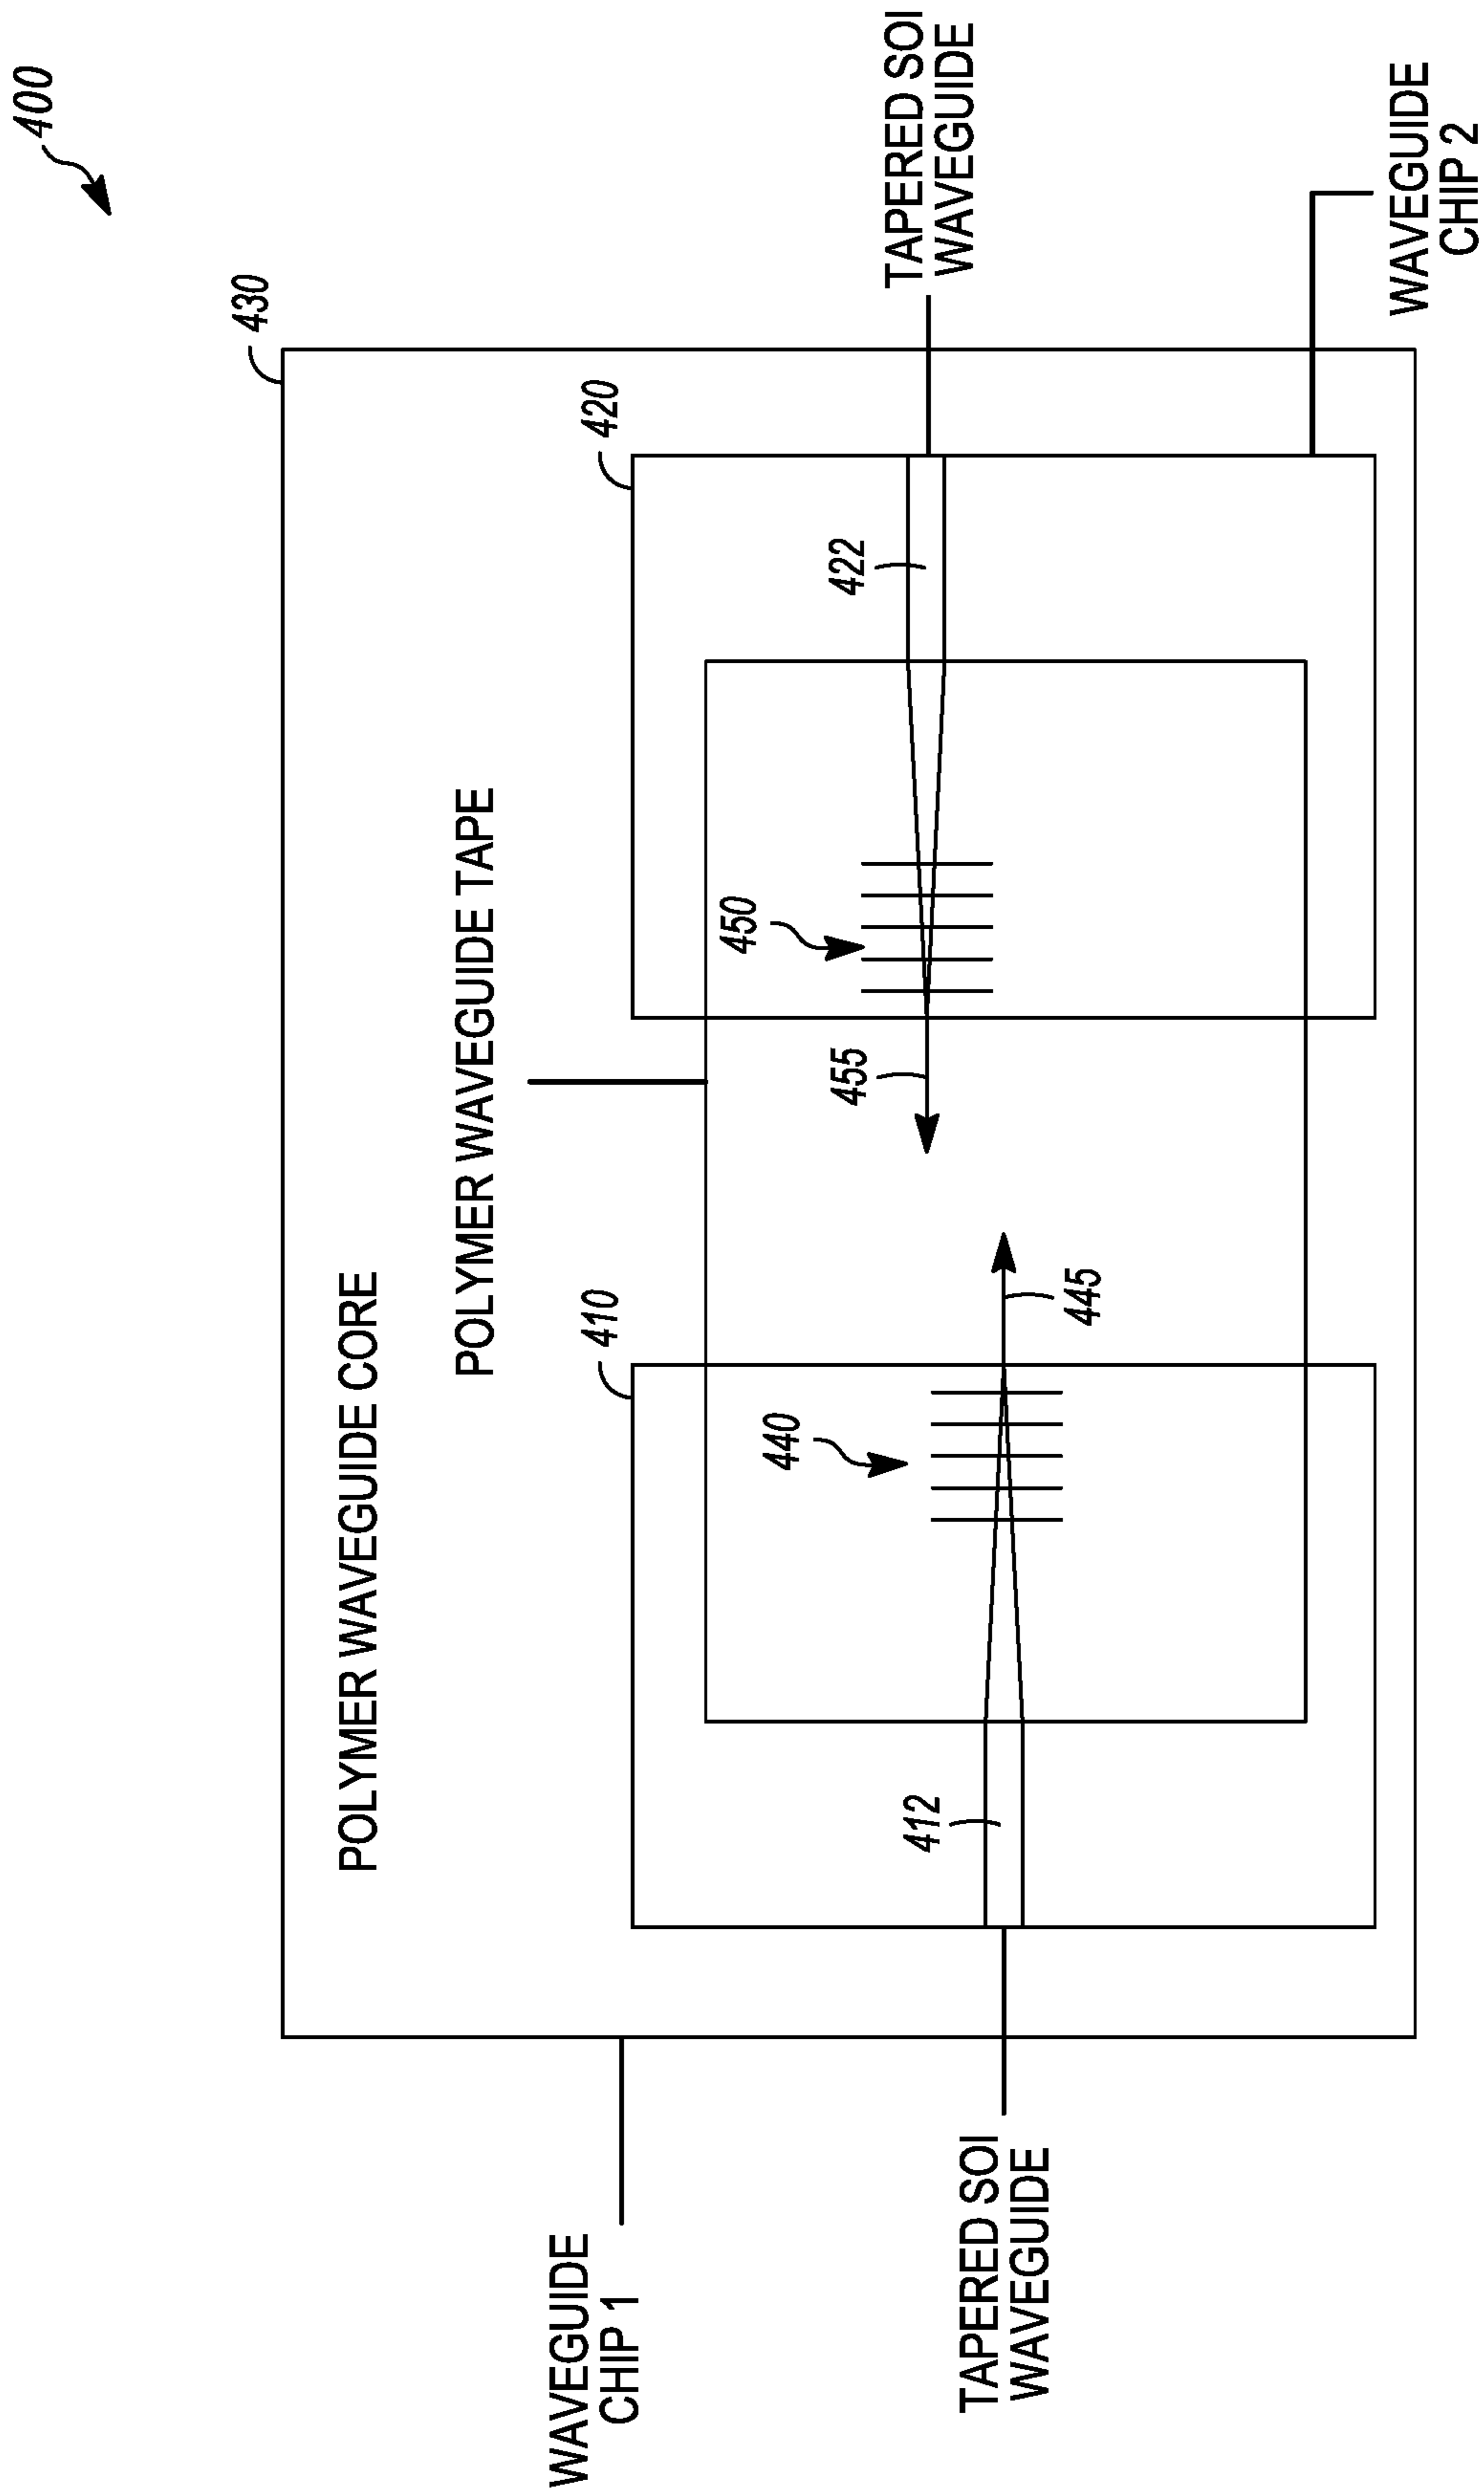 400
430
POLYMER WAVEGUIDE CORE
POLYMER WAVEGUIDE TAPE
WAVEGUIDE
CHIP 1
410
420
440
450
412
422
445
455
TAPERED SOI
WAVEGUIDE
TAPERED SOI
WAVEGUIDE
WAVEGUIDE
CHIP 2